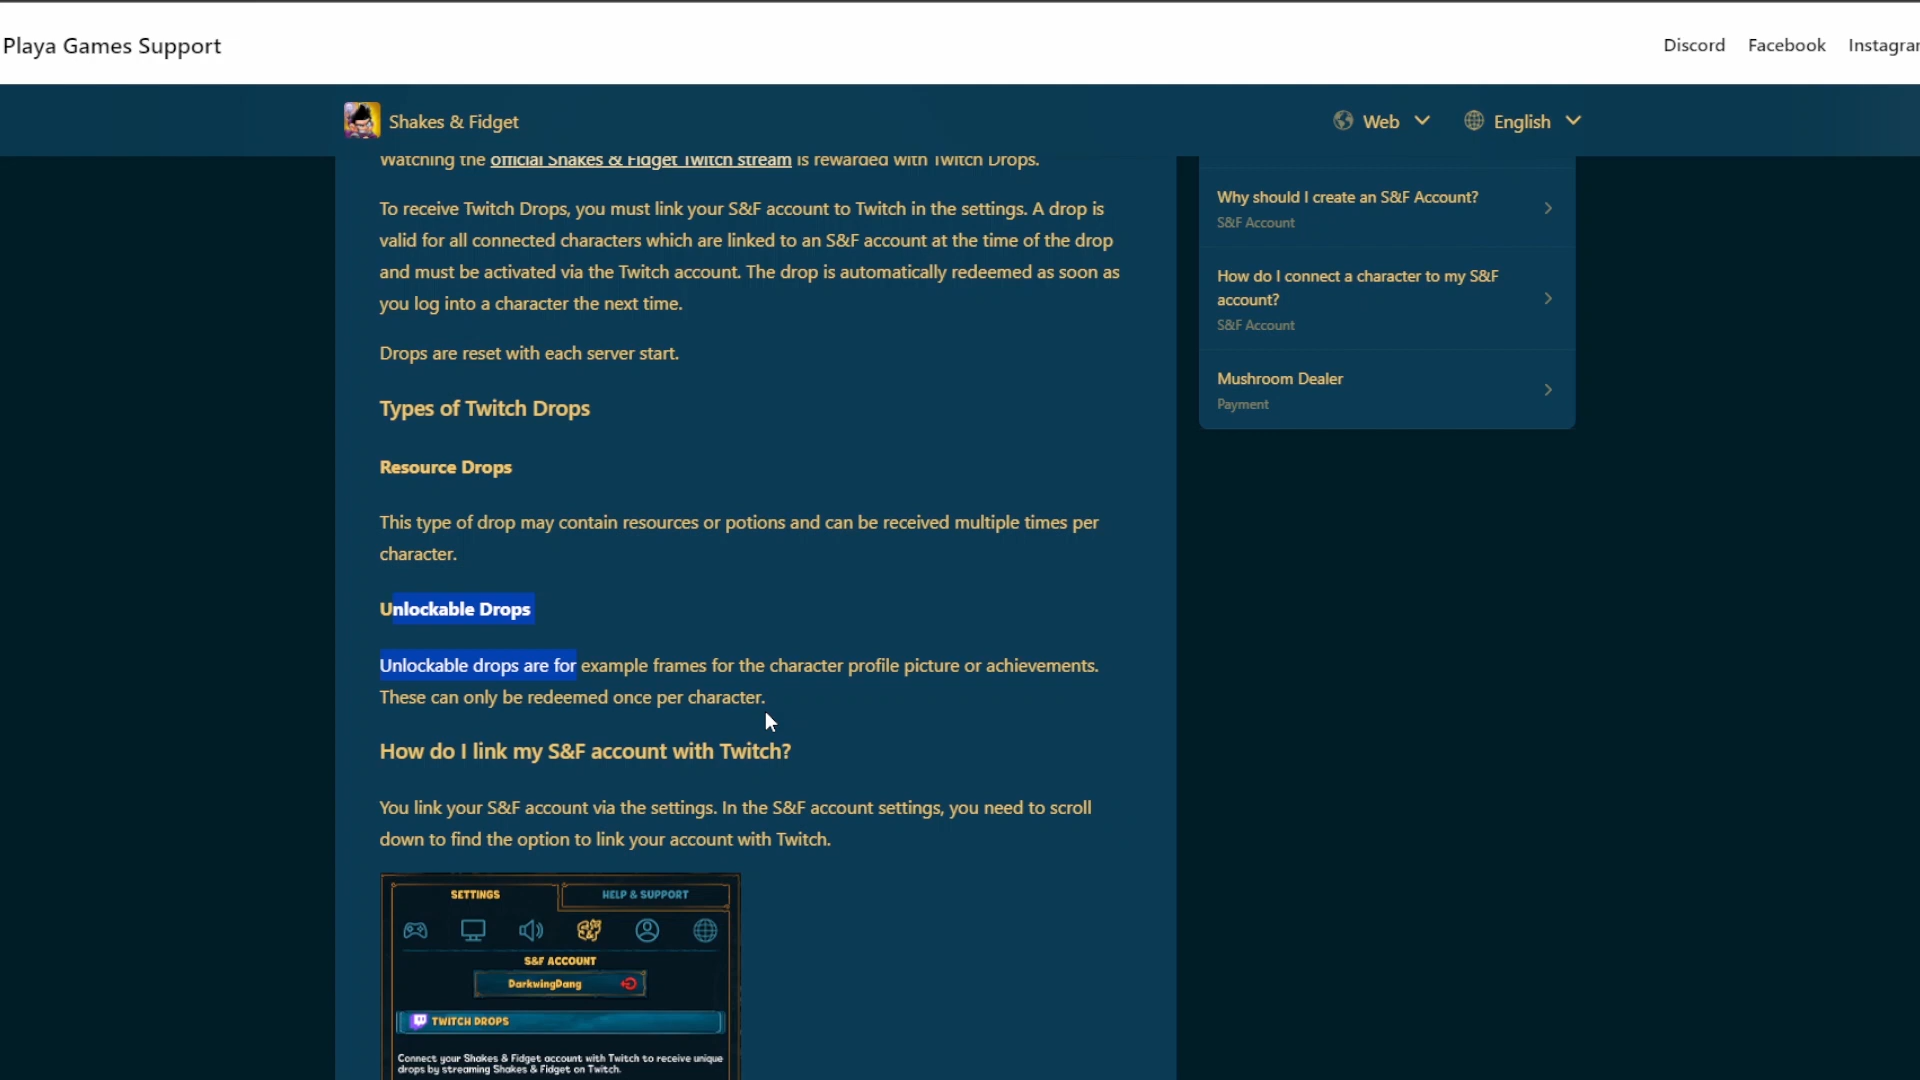 Playa Games Support
Discord Facebook Instagram
Shakes & Fidget
Web
English
Watching the official Shakes & Fidget Twitch stream is rewarded with Twitch Drops.
To receive Twitch Drops, you must link your S&F account to Twitch in the settings. A drop is
valid for all connected characters which are linked to an S&F account at the time of the drop
and must be activated via the Twitch account. The drop is automatically redeemed as soon as
you log into a character the next time.
Drops are reset with each server start.
Types of Twitch Drops
Resource Drops
This type of drop may contain resources or potions and can be received multiple times per
character.
Unlockable Drops
Unlockable drops are for example frames for the character profile picture or achievements.
These can only be redeemed once per character.
How do I link my S&F account with Twitch?
You link your S&F account via the settings. In the S&F account settings, you need to scroll
down to find the option to link your account with Twitch.
SETTINGS
HELP & SUPPORT
S&F ACCOUNT
DarkwingDang
TWITCH DROPS
Connect your Shakes & Fidget account with Twitch to receive unique
drops by streaming Shakes & Fidget on Twitch.
Why should I create an S&F Account?
S&F Account
How do I connect a character to my S&F
account?
S&F Account
Mushroom Dealer
Payment